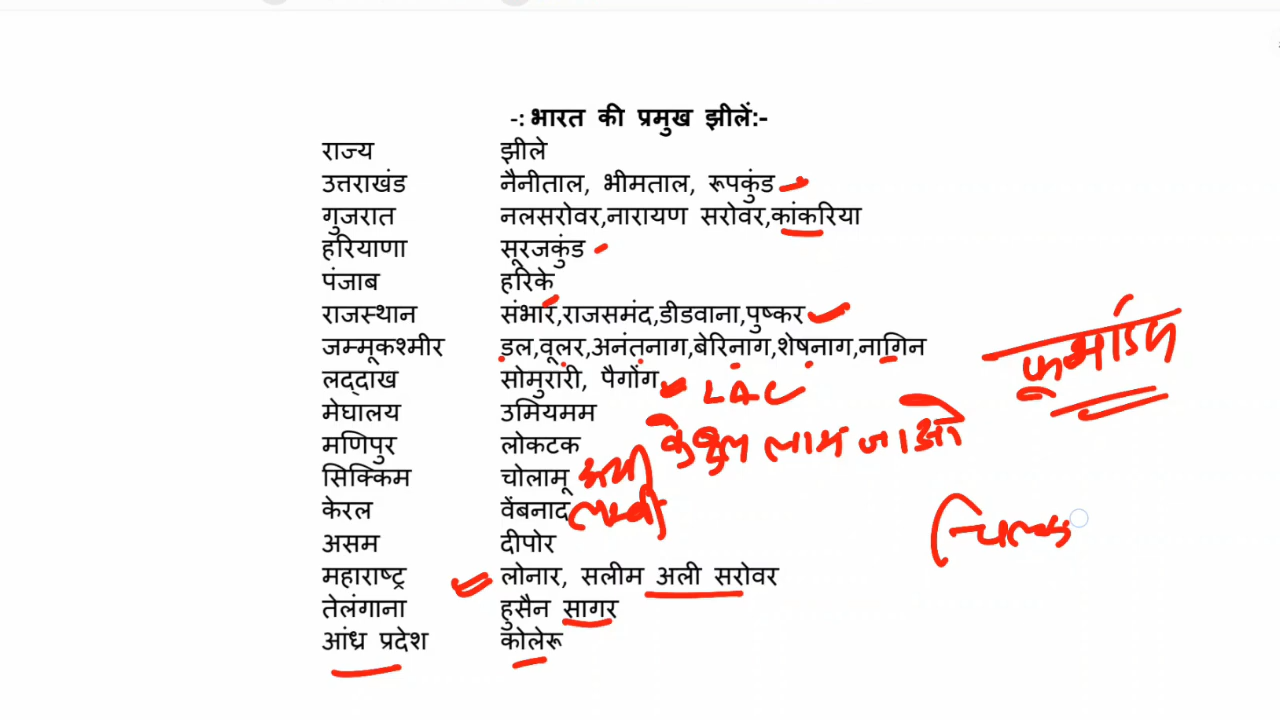 -: भारत की प्रमुख झीलें:-
राज्य झीले
उत्तराखंड नैनीताल, भीमताल, रूपकुंड
गुजरात नलसरोवर,नारायण सरोवर,कांकरिया
हरियाणा सूरजकुंड
पंजाब हरिके
राजस्थान संभार,राजसमंद,डीडवाना,पुष्कर
जम्मूकश्मीर डल,वूलर,अनंतनाग,बेरिनाग,शेषनाग,नागिन
लद्दाख सोमुरारी, पैगोंग LAC
मेघालय उमियमम
मणिपुर लोकटक केबुल लाम जाओ
सिक्किम चोलामू
केरल वेंबनाद लम्बी
असम दीपोर
महाराष्ट्र लोनार, सलीम अली सरोवर
तेलंगाना हुसैन सागर
आंध्र प्रदेश कोलेरू
चिल्क